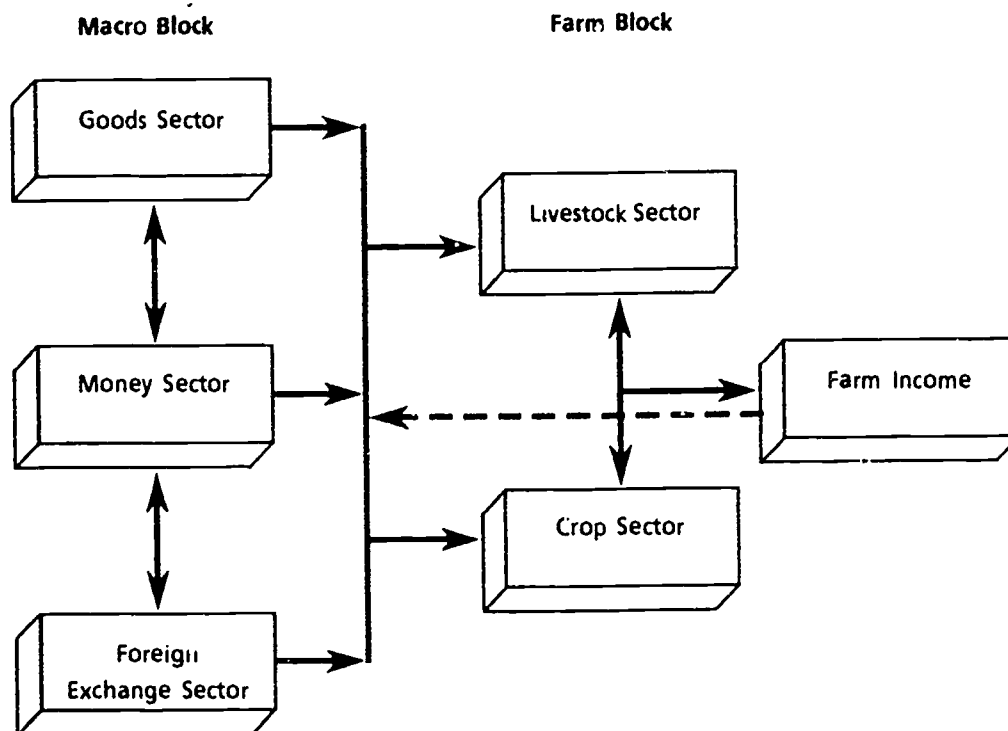 Macro Block
Farm Block
Goods Sector
Livestock Sector
Money Sector
Farm Income
Crop Sector
Foreign
Exchange Sector